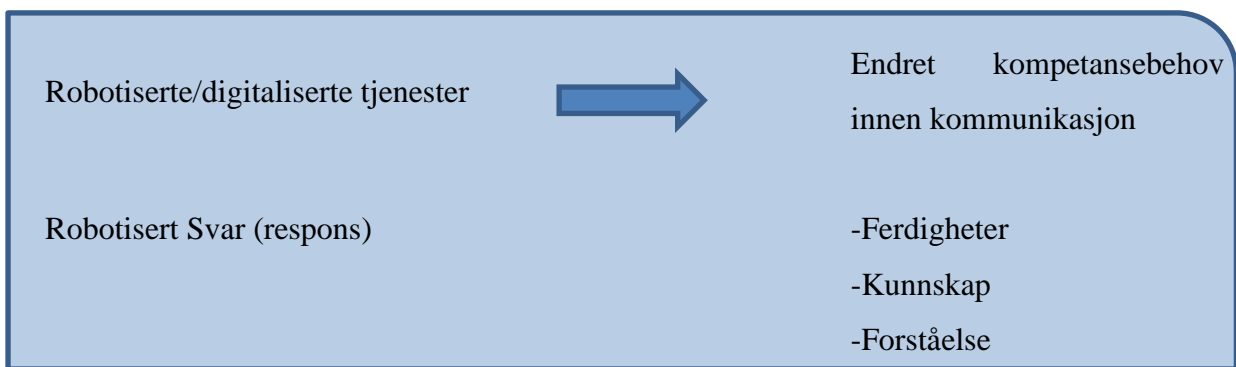 Robotiserte/digitaliserte tjenester
Endret kompetansebehov
innen kommunikasjon
Robotisert Svar (respons)
-Ferdigheter
-Kunnskap
-Forståelse